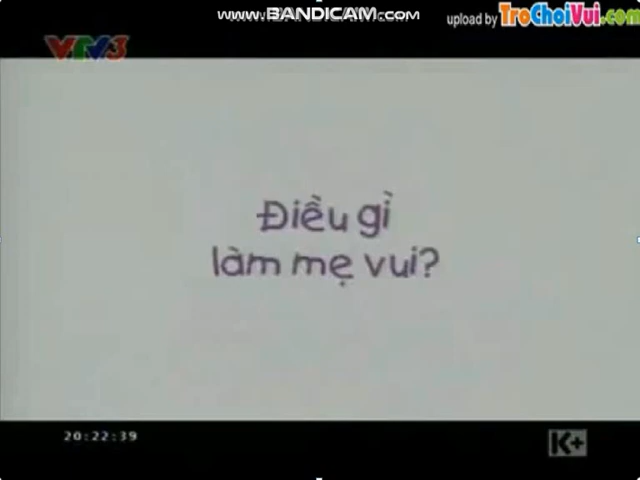 www.BANDICAM.com
upload by TroChoiVui.com
VTV3
Điều gì
làm mẹ vui?
20:22:39
K+